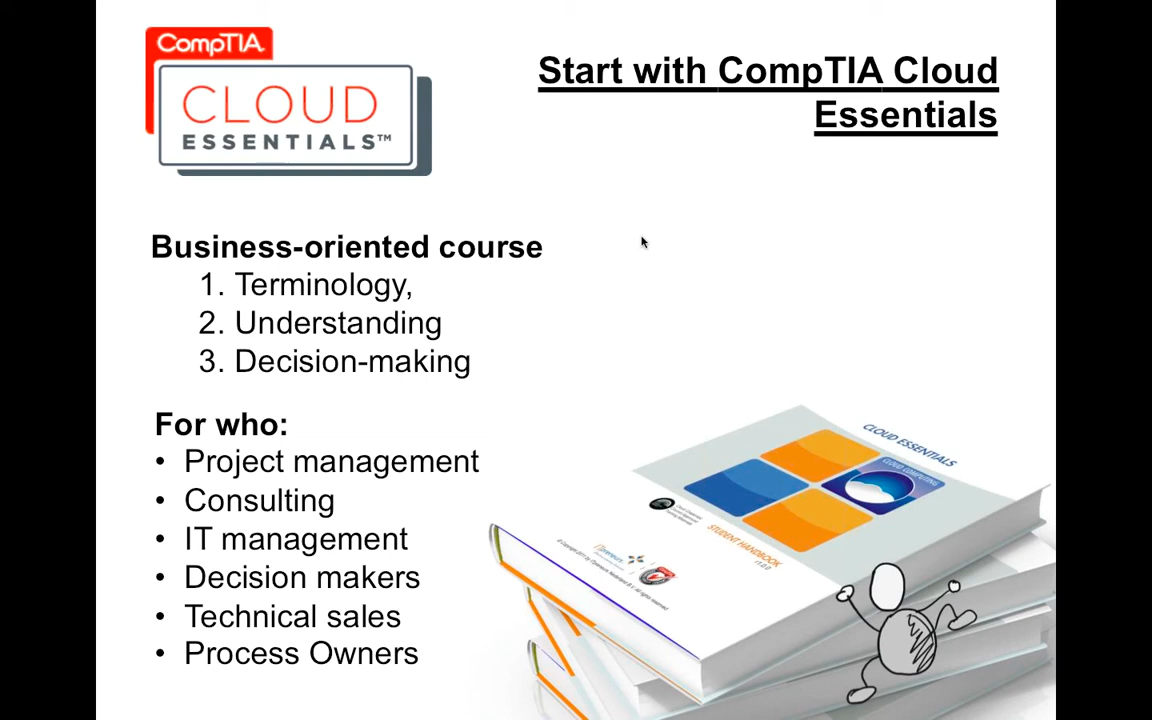 CompTIA.
CLOUD
ESSENTIALS™
Start with CompTIA Cloud
Essentials
Business-oriented course
1. Terminology,
2. Understanding
3. Decision-making
For who:
• Project management
• Consulting
• IT management
• Decision makers
• Technical sales
• Process Owners
CLOUD ESSENTIALS
CLOUD COMPUTING
STUDENT HANDBOOK